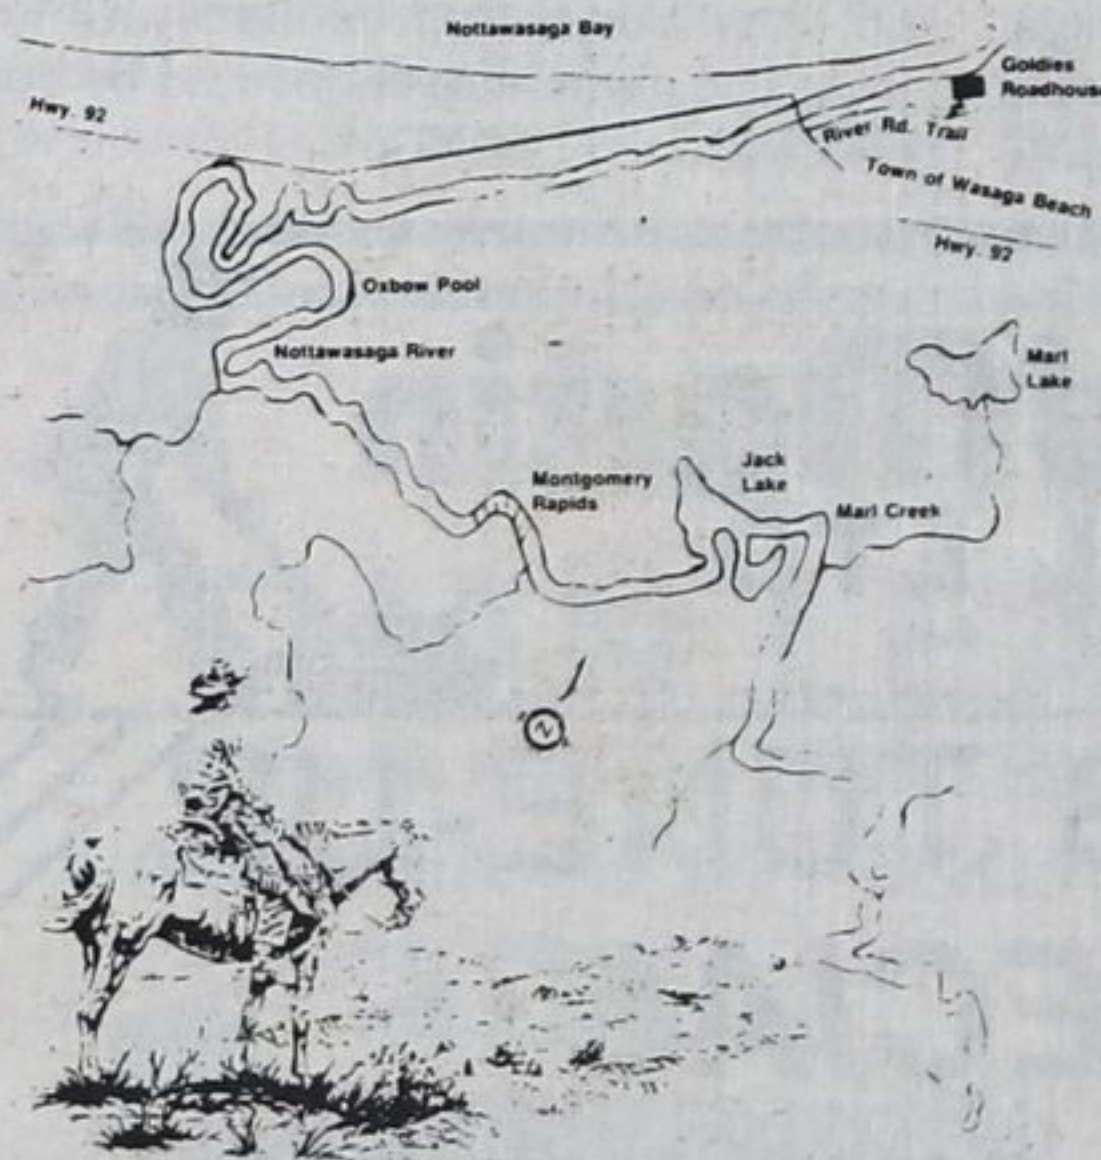 Nottawasaga Bay
Goldies
Roadhouse
Hwy. 92
River Rd. Trail
Town of Wasaga Beach
Hwy. 92
Oxbow Pool
Nottawasaga River
Marl
Lake
Jack
Lake
Montgomery
Rapids
Marl Creek
N